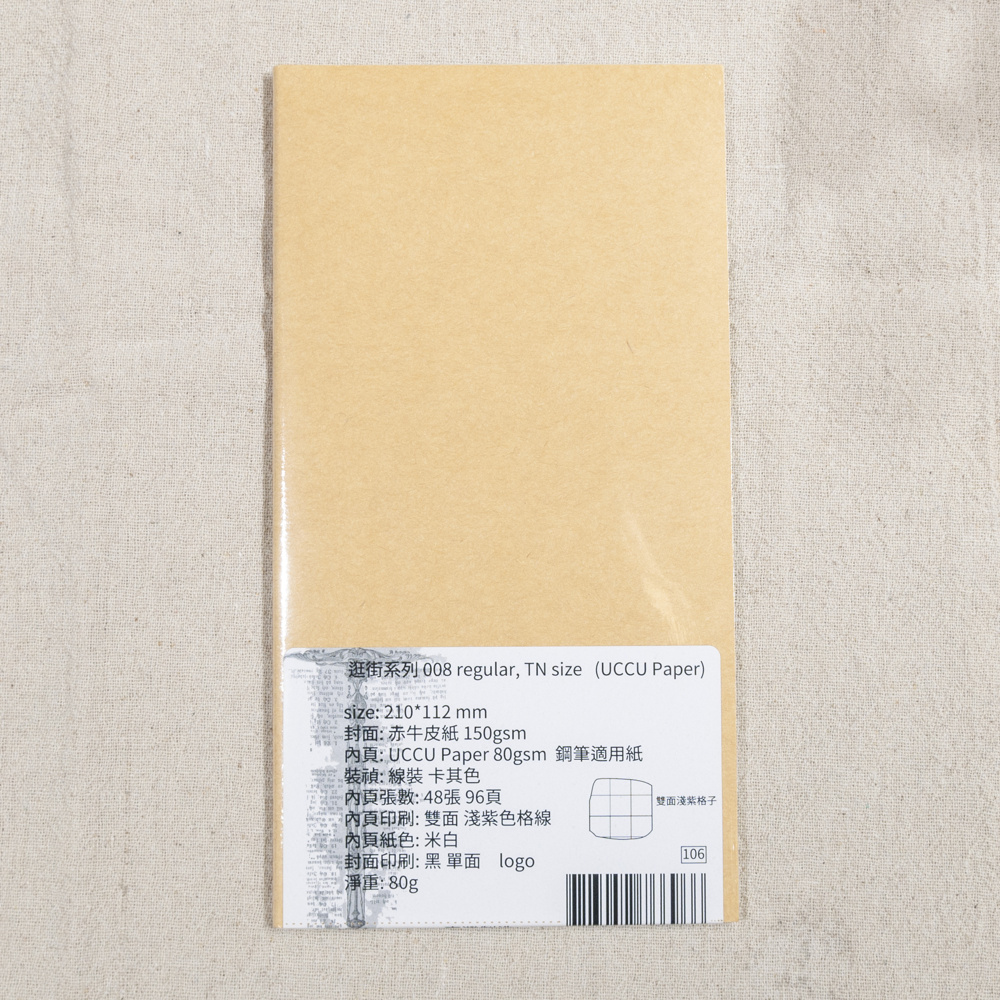 逛街系列 008 regular, TN size (UCCU Paper)
size: 210*112 mm
封面: 赤牛皮紙 150gsm
內頁: UCCU Paper 80gsm 鋼筆適用紙
裝禎: 線裝 卡其色
內頁張數: 48張 96頁
內頁印刷: 雙面 淺紫色格線
雙面淺紫格子
內頁紙色: 米白
封面印刷: 黑 單面 logo
106
淨重: 80g